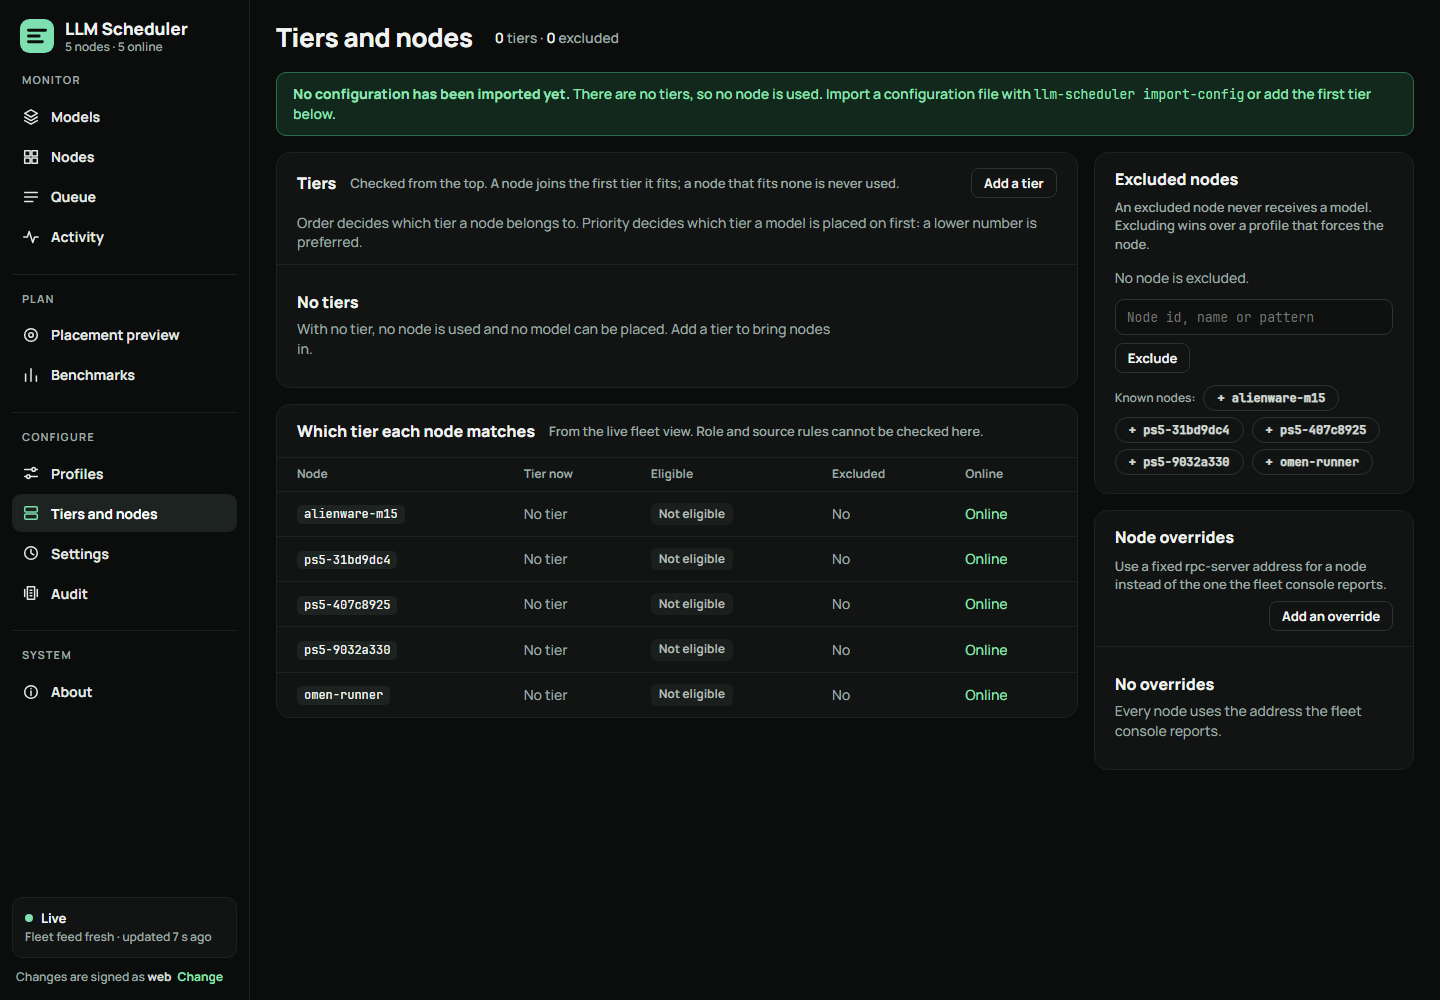 LLM Scheduler
5 nodes · 5 online
MONITOR
Models
Nodes
Queue
Activity
PLAN
Placement preview
Benchmarks
CONFIGURE
Profiles
Tiers and nodes
Settings
Audit
SYSTEM
About
Live
Fleet feed fresh · updated 7 s ago
Changes are signed as web Change
Tiers and nodes 0 tiers · 0 excluded
No configuration has been imported yet. There are no tiers, so no node is used. Import a configuration file with llm-scheduler import-config or add the first tier
below.
Tiers Checked from the top. A node joins the first tier it fits; a node that fits none is never used. Add a tier
Order decides which tier a node belongs to. Priority decides which tier a model is placed on first: a lower number is
preferred.
No tiers
With no tier, no node is used and no model can be placed. Add a tier to bring nodes
in.
Which tier each node matches From the live fleet view. Role and source rules cannot be checked here.
Node Tier now Eligible Excluded Online
alienware-m15 No tier Not eligible No Online
ps5-31bd9dc4 No tier Not eligible No Online
ps5-407c8925 No tier Not eligible No Online
ps5-9032a330 No tier Not eligible No Online
omen-runner No tier Not eligible No Online
Excluded nodes
An excluded node never receives a model.
Excluding wins over a profile that forces the
node.
No node is excluded.
Node id, name or pattern
Exclude
Known nodes: + alienware-m15
+ ps5-31bd9dc4 + ps5-407c8925
+ ps5-9032a330 + omen-runner
Node overrides
Use a fixed rpc-server address for a node
instead of the one the fleet console reports.
Add an override
No overrides
Every node uses the address the fleet
console reports.